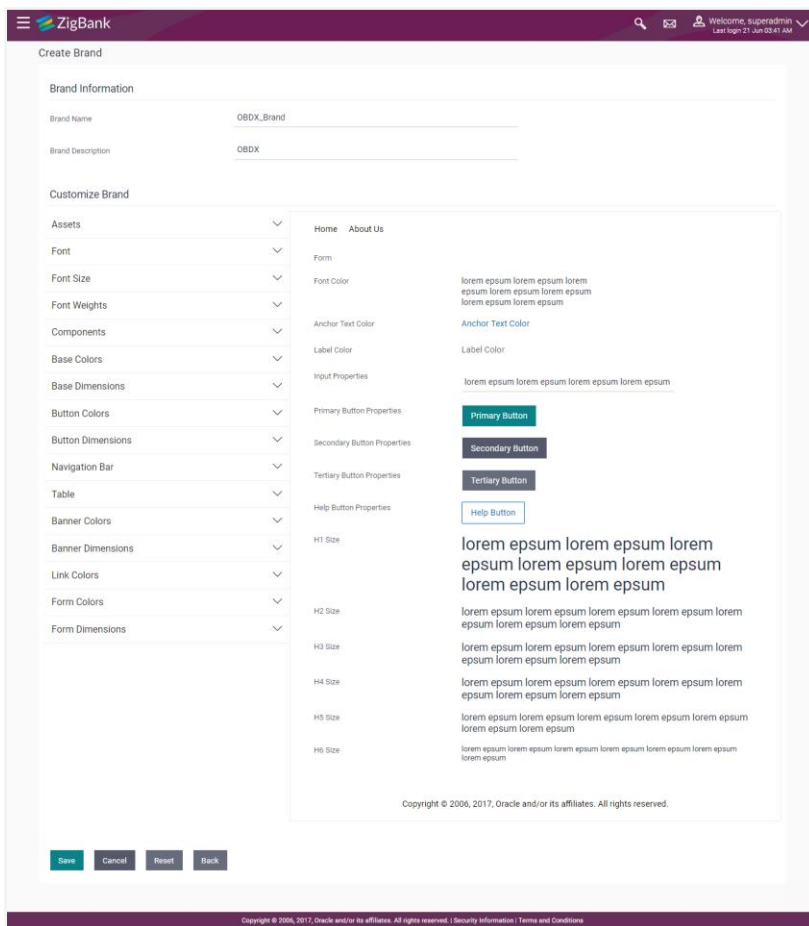 ZigBank
Welcome, superadmin
Last login 21 Jun 03:41 AM
Create Brand
Brand Information
Brand Name OBDX_Brand
Brand Description OBDX
Customize Brand
Assets
Font
Font Size
Font Weights
Components
Base Colors
Base Dimensions
Button Colors
Button Dimensions
Navigation Bar
Table
Banner Colors
Banner Dimensions
Link Colors
Form Colors
Form Dimensions
Home About Us
Form
Font Color lorem epsum lorem epsum lorem
epsum lorem epsum lorem epsum
lorem epsum lorem epsum
Anchor Text Color Anchor Text Color
Label Color Label Color
Input Properties lorem epsum lorem epsum lorem epsum lorem epsum
Primary Button Properties Primary Button
Secondary Button Properties Secondary Button
Tertiary Button Properties Tertiary Button
Help Button Properties Help Button
H1 Size lorem epsum lorem epsum lorem
epsum lorem epsum lorem epsum
lorem epsum lorem epsum
H2 Size lorem epsum lorem epsum lorem epsum lorem epsum lorem
epsum lorem epsum lorem epsum
H3 Size lorem epsum lorem epsum lorem epsum lorem epsum lorem
epsum lorem epsum lorem epsum
H4 Size lorem epsum lorem epsum lorem epsum lorem epsum lorem
epsum lorem epsum lorem epsum
H5 Size lorem epsum lorem epsum lorem epsum lorem epsum lorem epsum
lorem epsum lorem epsum
H6 Size lorem epsum lorem epsum lorem epsum lorem epsum lorem epsum lorem epsum
lorem epsum
Copyright © 2006, 2017, Oracle and/or its affiliates. All rights reserved.
Save Cancel Reset Back
Copyright © 2006, 2017, Oracle and/or its affiliates. All rights reserved. | Security Information | Terms and Conditions